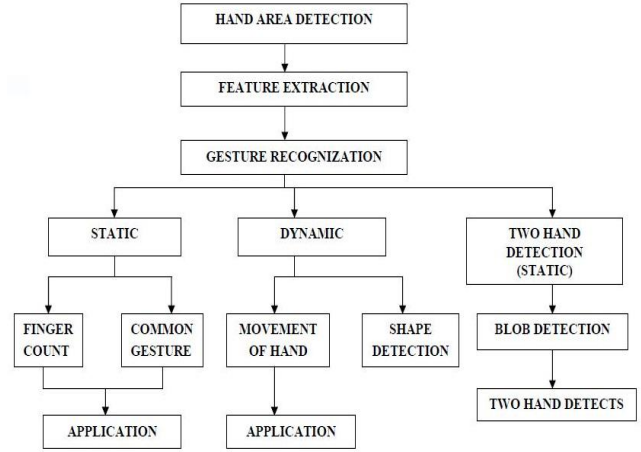 HAND AREA DETECTION
FEATURE EXTRACTION
GESTURE RECOGNIZATION
STATIC
DYNAMIC
TWO HAND
DETECTION
(STATIC)
FINGER
COUNT
COMMON
GESTURE
MOVEMENT
OF HAND
SHAPE
DETECTION
BLOB DETECTION
TWO HAND DETECTS
APPLICATION
APPLICATION